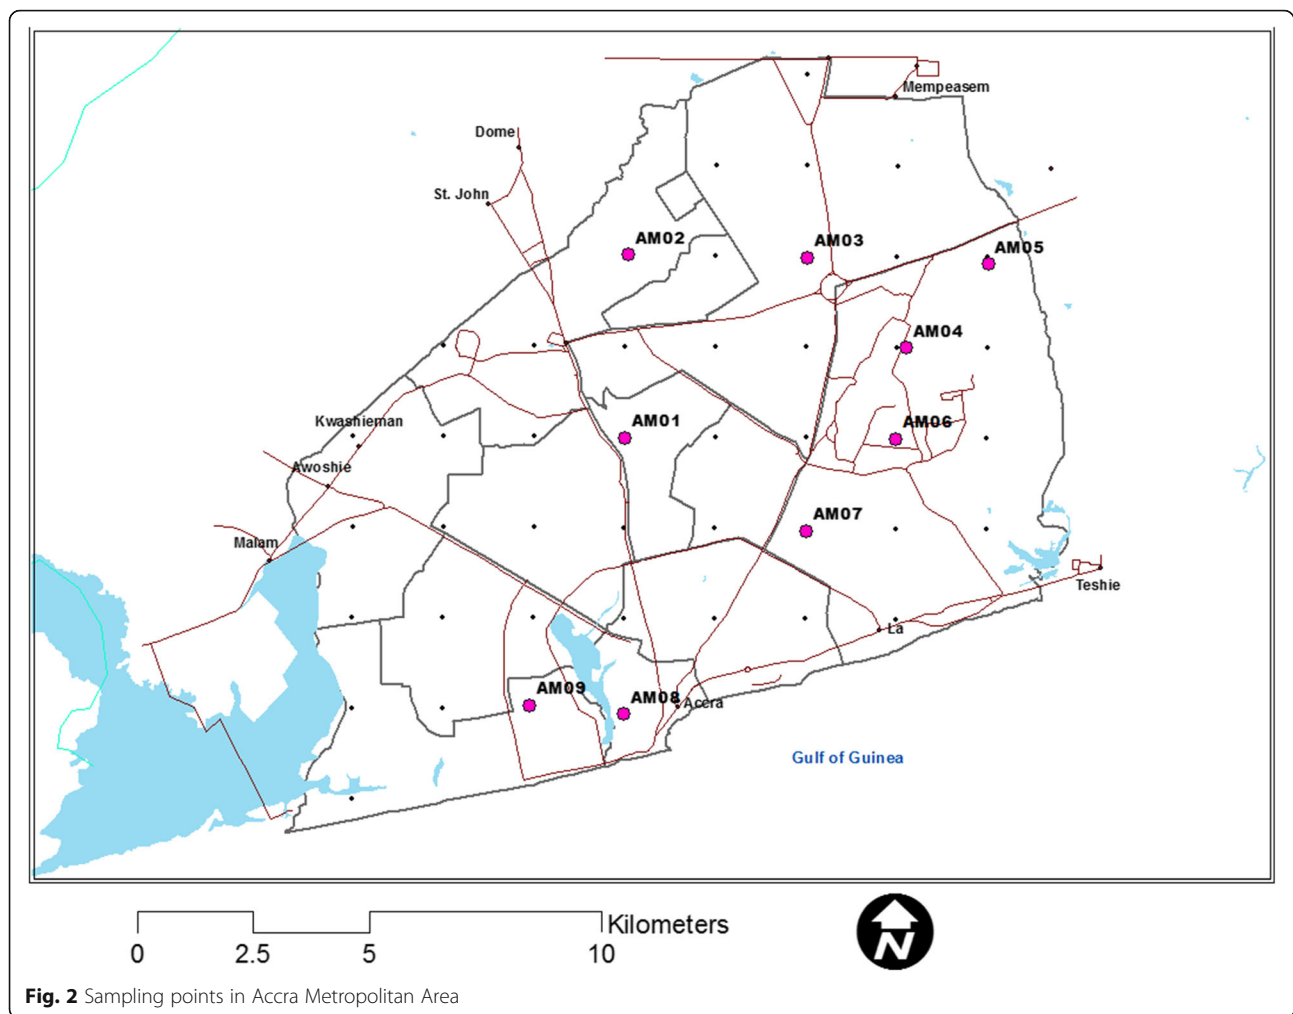 Mempeasem
Dome
St. John
AM02
AM03
AM05
AM04
Kwashieman
AM01
AM06
Awoshie
AM07
Malam
Teshie
La
AM09
AM08
Accra
Gulf of Guinea
Kilometers
0 2.5 5 10
N
Fig. 2 Sampling points in Accra Metropolitan Area